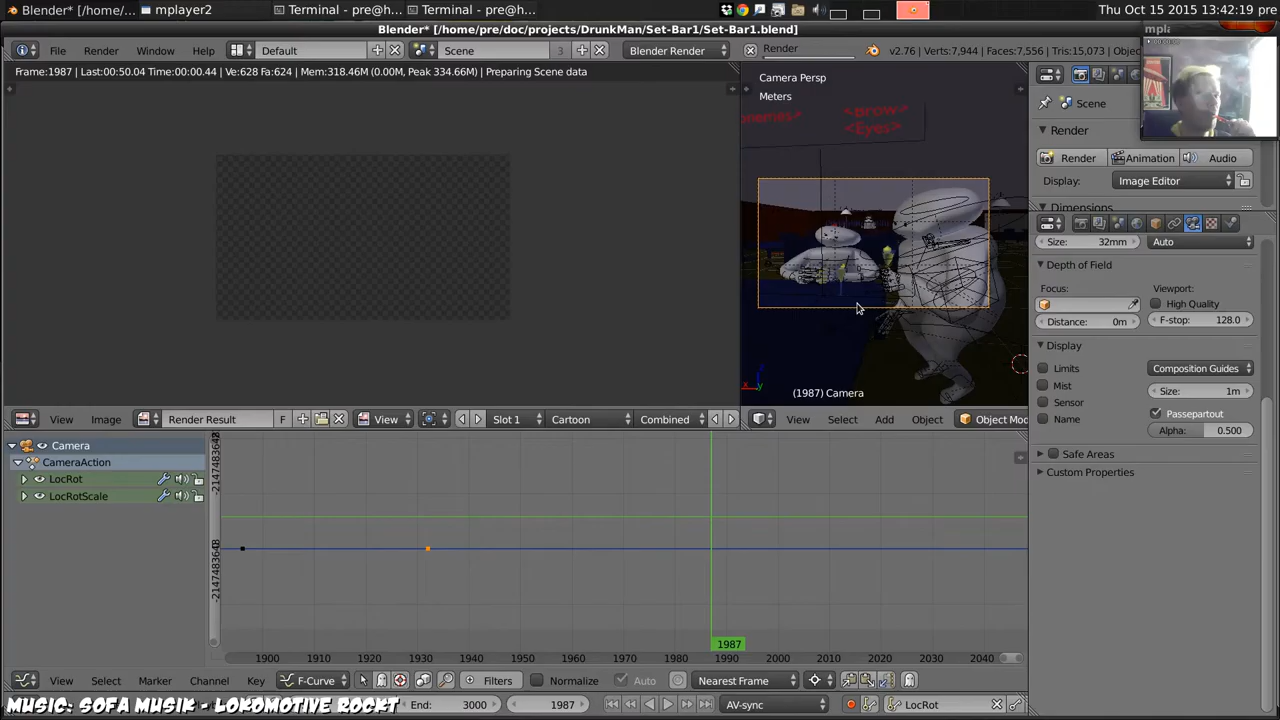 Blender* [/home/... mplayer2 Terminal - pre@h... Terminal - pre@h... Thu Oct 15 2015 13:42:19 pre
Blender* [/home/pre/doc/projects/DrunkMan/Set-Bar1/Set-Bar1.blend]
File Render Window Help Default Scene 3 Blender Render Render v2.76 | Verts:7,944 | Faces:7,556 | Tris:15,073 | Objec
Frame:1987 | Last:00:50.04 Time:00:00.44 | Ve:628 Fa:624 | Mem:318.46M (0.00M, Peak 334.66M) | Preparing Scene data
Camera Persp
Meters
<Brow>
<Eyes>
(1987) Camera
Scene
Render
Render Animation Audio
Display: Image Editor
Dimensions
Size: 32mm Auto
Depth of Field
Focus: Viewport:
High Quality
Distance: 0m F-stop: 128.0
Display
Limits Composition Guides
Mist Size: 1m
Sensor Passepartout
Name Alpha: 0.500
Safe Areas
Custom Properties
View Image Render Result F View Slot 1 Cartoon Combined View Select Add Object Object Mod
Camera
CameraAction
LocRot
LocRotScale
1987
1900 1910 1920 1930 1940 1950 1960 1970 1980 1990 2000 2010 2020 2030 2040
View Select Marker Channel Key F-Curve Filters Normalize Auto Nearest Frame
MUSIC: SOFA MUSIK - LOKOMOTIVE ROCKT End: 3000 1987 AV-sync LocRot